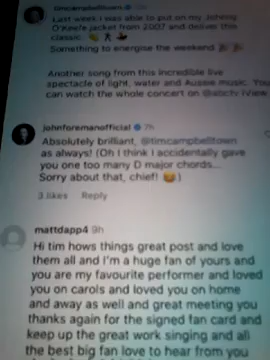 timcampbelltown
Last week I was able to put on my Johnny
O'Keefe jacket from 2007 and deliver this
classic.
Something to energise the weekend
Another song from this incredible live
spectacle of light, water and Aussie music. You
can watch the whole concert on @abctv iView
johnforemanofficial 7h
Absolutely brilliant, @timcampbelltown
as always! (Oh I think I accidentally gave
you one too many D major chords...
Sorry about that, chief! 😂)
3 likes Reply
mattdapp4 9h
Hi tim hows things great post and love
them all and I'm a huge fan of yours and
you are my favourite performer and loved
you on carols and loved you on home
and away as well and great meeting you
thanks again for the signed fan card and
keep up the great work singing and all
the best big fan love to hear from you